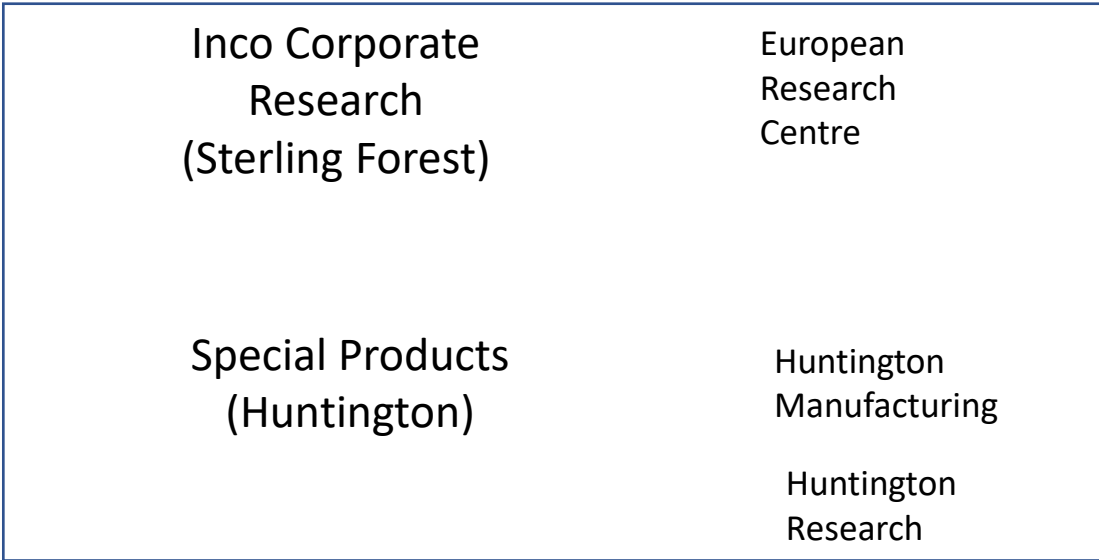 Inco Corporate
Research
(Sterling Forest)
European
Research
Centre
Special Products
(Huntington)
Huntington
Manufacturing
Huntington
Research